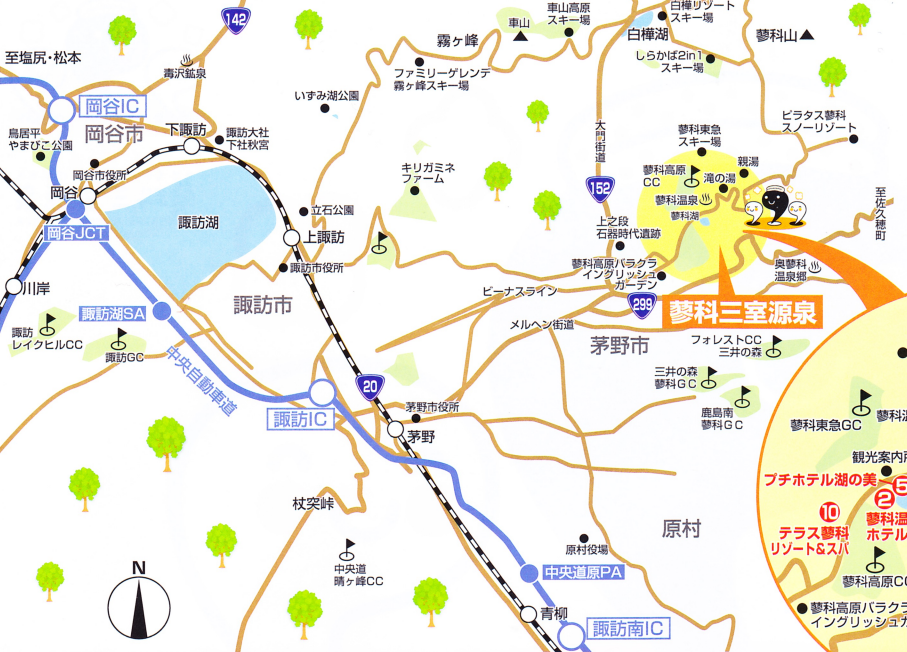 142
車山高原
スキー場
白樺リゾート
スキー場
車山
白樺湖
霧ヶ峰
蓼科山
至塩尻・松本
しらかば2in1
スキー場
毒沢鉱泉
ファミリーゲレンデ
霧ヶ峰スキー場
いずみ湖公園
岡谷IC
岡谷市
ピラタス蓼科
スノーリゾート
鳥居平
やまびこ公園
下諏訪
諏訪大社
下社秋宮
大門街道
蓼科東急
スキー場
親湯
岡谷市役所
キリガミネ
ファーム
蓼科高原
CC
滝の湯
152
岡谷
蓼科温泉
至佐久穂町
諏訪湖
立石公園
蓼科湖
上之段
石器時代遺跡
岡谷JCT
上諏訪
諏訪市役所
蓼科高原バラクラ
イングリッシュ
ガーデン
奥蓼科
温泉郷
川岸
ビーナスライン
299
諏訪市
諏訪湖SA
蓼科三室源泉
メルヘン街道
諏訪
レイクヒルCC
諏訪GC
茅野市
フォレストCC
三井の森
中央自動車道
三井の森
蓼科GC
20
諏訪IC
茅野市役所
鹿島南
蓼科GC
蓼科東急GC
茅野
観光案内所
プチホテル湖の美
5
2
杖突峠
10
テラス蓼科
リゾート&スパ
ホテル
原村
原村役場
中央道
晴ヶ峰CC
中央道原PA
蓼科高原CC
N
青柳
諏訪南IC
蓼科高原バラクラ
イングリッシュガ